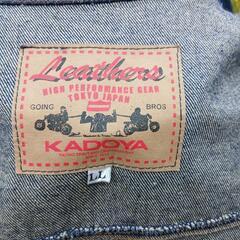 Leathers
HIGH PERFORMANCE GEAR
TOKYO JAPAN
GOING BROS
KADOYA
LL